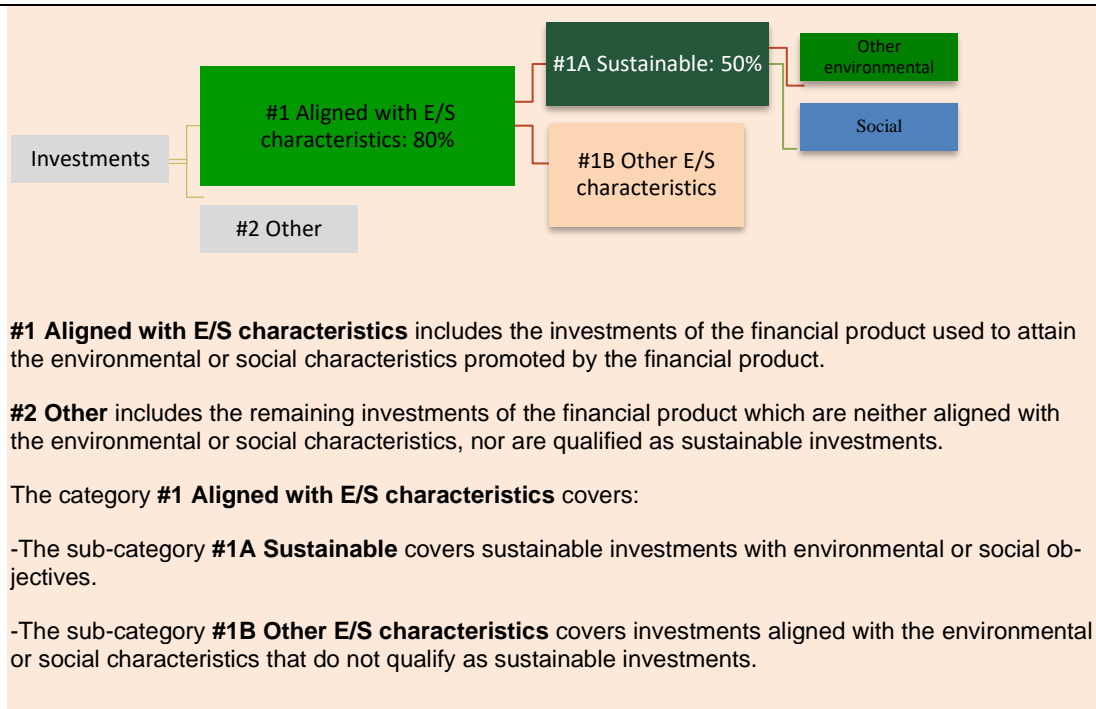 Investments
#1 Aligned with E/S
characteristics: 80%
#2 Other
#1A Sustainable: 50%
#1B Other E/S
characteristics
Other
environmental
Social
#1 Aligned with E/S characteristics includes the investments of the financial product used to attain
the environmental or social characteristics promoted by the financial product.
#2 Other includes the remaining investments of the financial product which are neither aligned with
the environmental or social characteristics, nor are qualified as sustainable investments.
The category #1 Aligned with E/S characteristics covers:
-The sub-category #1A Sustainable covers sustainable investments with environmental or social ob-
jectives.
-The sub-category #1B Other E/S characteristics covers investments aligned with the environmental
or social characteristics that do not qualify as sustainable investments.